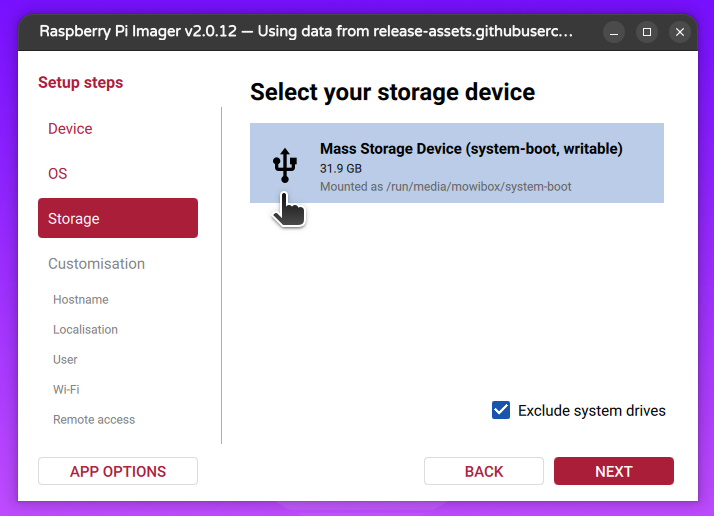 Raspberry Pi Imager v2.0.12 — Using data from release-assets.githubuserc…
Setup steps
Device
OS
Storage
Customisation
Hostname
Localisation
User
Wi-Fi
Remote access
APP OPTIONS
Select your storage device
Mass Storage Device (system-boot, writable)
31.9 GB
Mounted as /run/media/mowibox/system-boot
Exclude system drives
BACK
NEXT